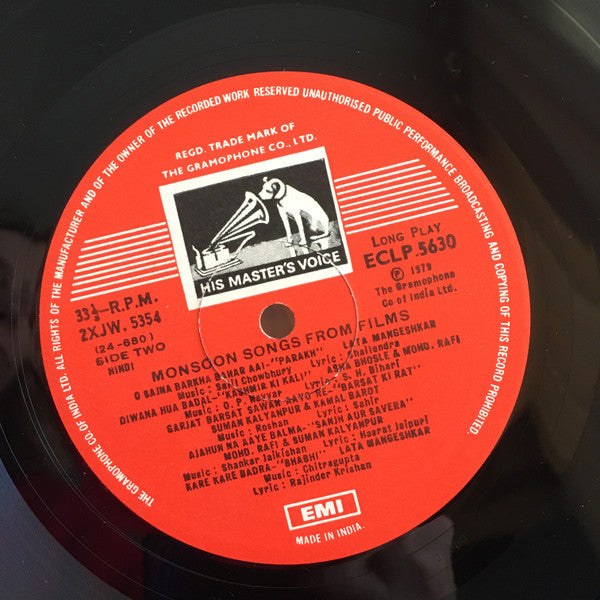 THE GRAMOPHONE CO. OF INDIA LTD. ALL RIGHTS OF THE MANUFACTURER AND OF THE OWNER OF THE RECORDED WORK RESERVED UNAUTHORISED PUBLIC PERFORMANCE BROADCASTING AND COPYING OF THIS RECORD PROHIBITED
REGD. TRADE MARK OF
THE GRAMOPHONE CO., LTD.
HIS MASTER'S VOICE
LONG PLAY
ECLP.5630
℗ 1979
The Gramophone
Co of India Ltd.
33⅓-R.P.M.
2XJW. 5354
(24-680)
SIDE TWO
HINDI
MONSOON SONGS FROM FILMS
O SAJNA BARKHA BAHAR AAI-"PARAKH" LATA MANGESHKAR
Music : Salil Chowdhury Lyric : Shailendra
DIWANA HUA BADAL-"KASHMIR KI KALI" ASHA BHOSLE & MOHD. RAFI
Music : O. P. Nayyar Lyric : S. H. Bihari
GARJAT BARSAT SAWAN AAYO RE-"BARSAT KI RAT"
SUMAN KALYANPUR & KAMAL BAROT
Music : Roshan Lyric : Sahir
AJAHUN NA AAYE BALMA-"SANJH AUR SAVERA"
MOHD. RAFI & SUMAN KALYANPUR
Music : Shankar Jaikishan Lyric : Hasrat Jaipuri
KARE KARE BADRA-"BHABHI" LATA MANGESHKAR
Music : Chitragupta
Lyric : Rajinder Krishan
EMI
MADE IN INDIA.